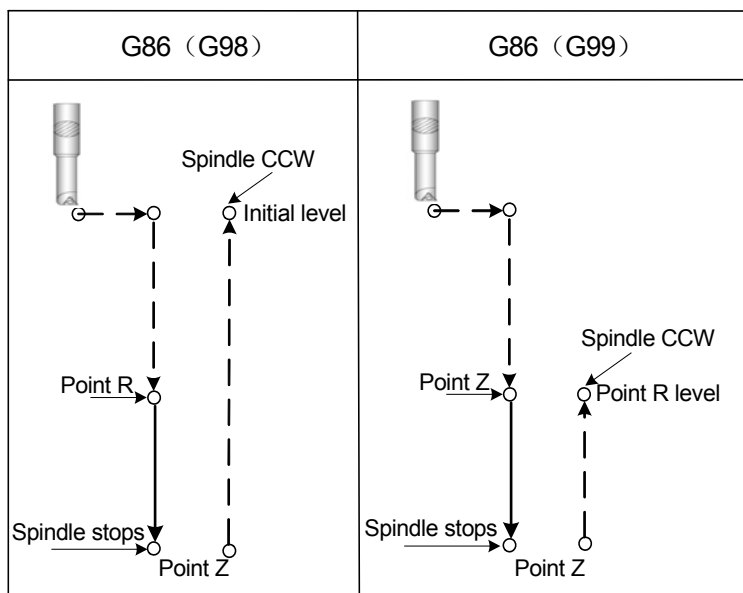 G86（G98）
G86（G99）
Spindle CCW
Initial level
Point R
Spindle stops
Point Z
Spindle CCW
Point Z
Point R level
Spindle stops
Point Z